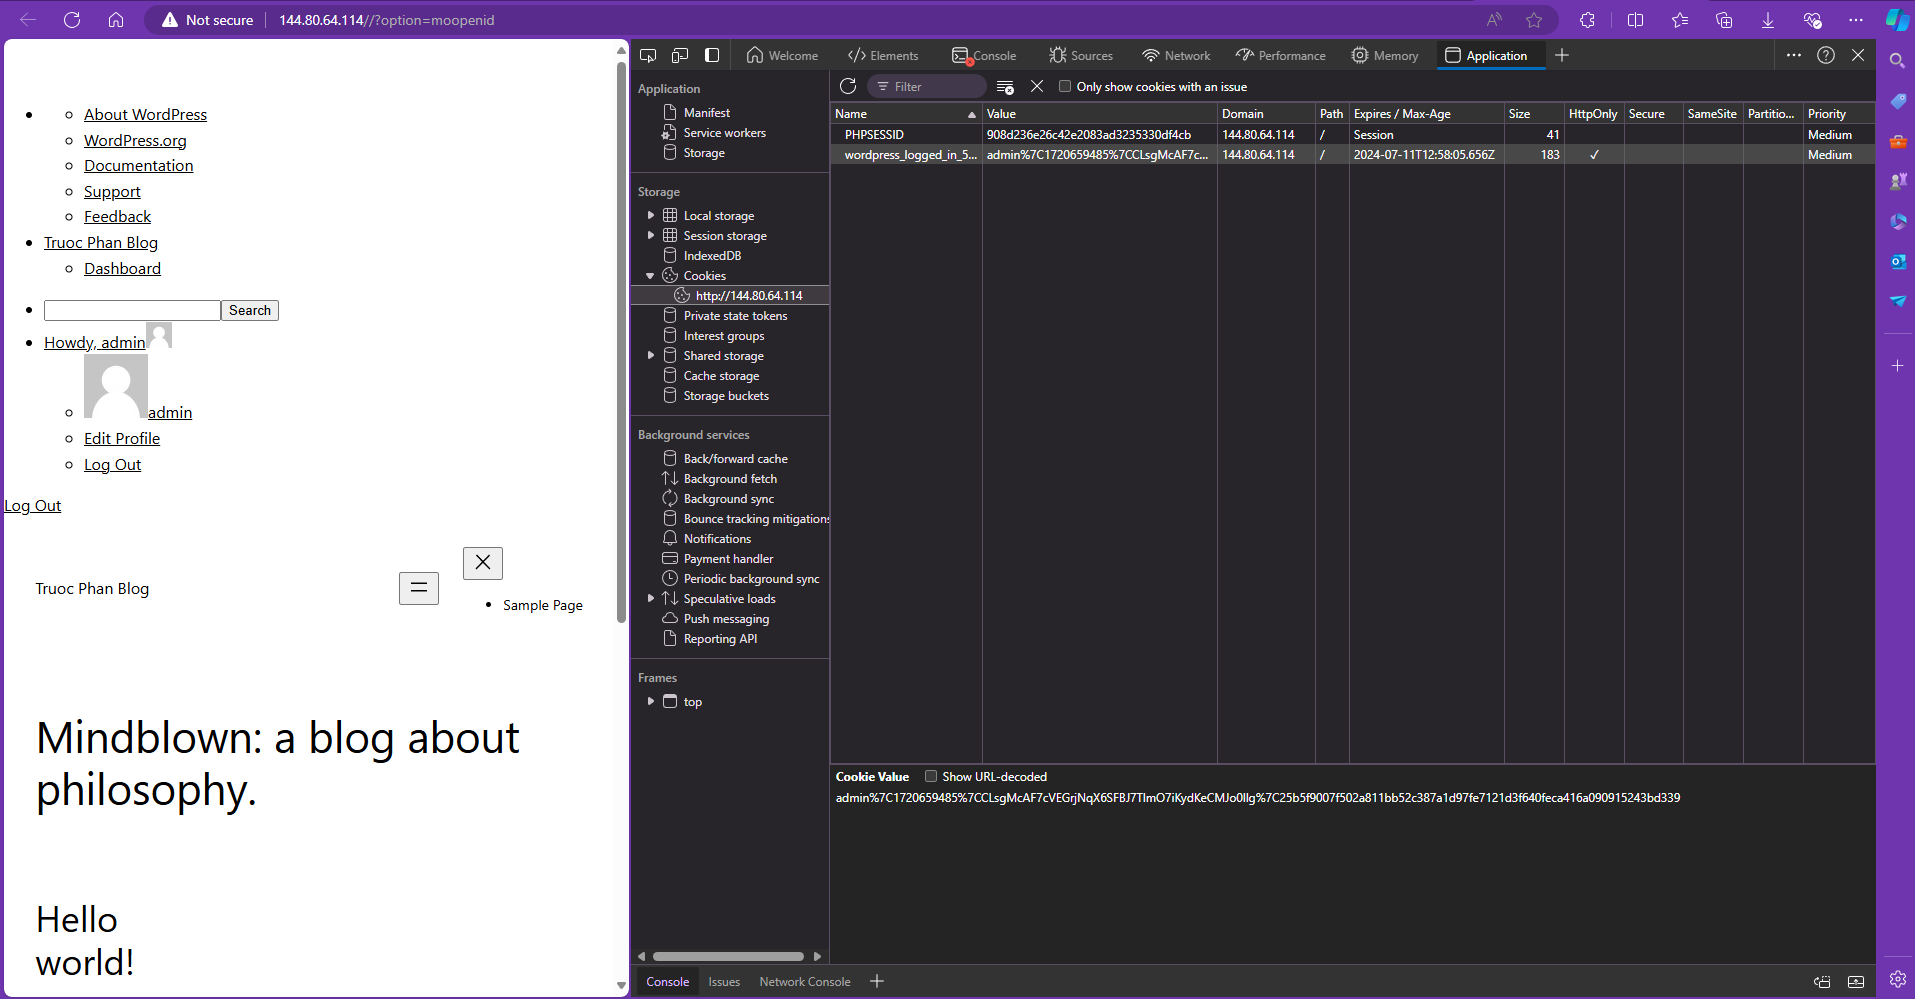 Not secure
144.80.64.114//?option=moopenid
About WordPress
WordPress.org
Documentation
Support
Feedback
Truoc Phan Blog
Dashboard
Search
Howdy, admin
admin
Edit Profile
Log Out
Log Out
Truoc Phan Blog
Sample Page
Mindblown: a blog about
philosophy.
Hello
world!
Welcome Elements Console Sources Network Performance Memory Application
Application
Manifest
Service workers
Storage
Storage
Local storage
Session storage
IndexedDB
Cookies
http://144.80.64.114
Private state tokens
Interest groups
Shared storage
Cache storage
Storage buckets
Background services
Back/forward cache
Background fetch
Background sync
Bounce tracking mitigations
Notifications
Payment handler
Periodic background sync
Speculative loads
Push messaging
Reporting API
Frames
top
Filter Only show cookies with an issue
Name Value Domain Path Expires / Max-Age Size HttpOnly Secure SameSite Partitio... Priority
PHPSESSID 908d236e26c42e2083ad3235330df4cb 144.80.64.114 / Session 41 Medium
wordpress_logged_in_5... admin%7C1720659485%7CCLsgMcAF7c... 144.80.64.114 / 2024-07-11T12:58:05.656Z 183 ✓ Medium
Cookie Value Show URL-decoded
admin%7C1720659485%7CCLsgMcAF7cVEGrjNqX6SFBJ7TlmO7iKydKeCMJo0llg%7C25b5f9007f502a811bb52c387a1d97fe7121d3f640feca416a090915243bd339
Console Issues Network Console